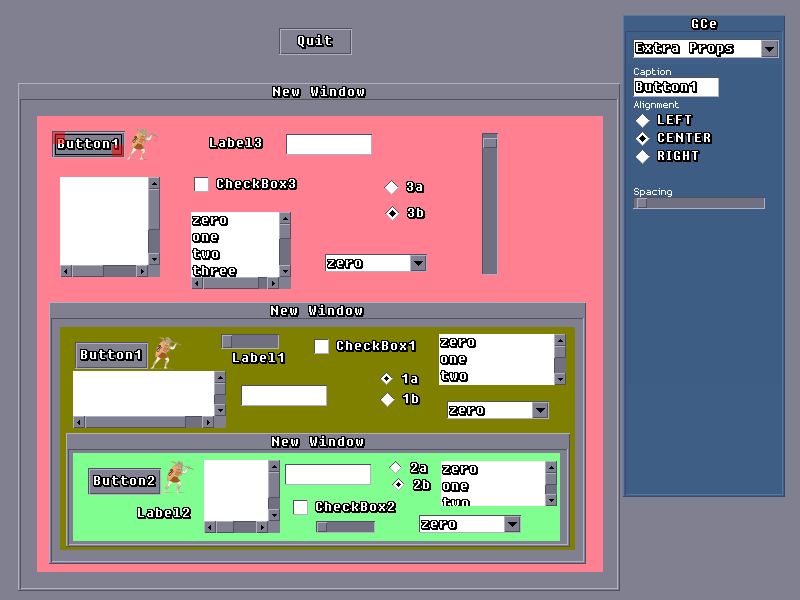 Quit
New Window
Button1
Label3
CheckBox3
3a
3b
zero
one
two
three
zero
New Window
Button1
Label1
CheckBox1
1a
1b
zero
one
two
zero
New Window
Button2
Label2
2a
2b
CheckBox2
zero
one
two
zero
GCe
Extra Props
Caption
Button1
Alignment
LEFT
CENTER
RIGHT
Spacing